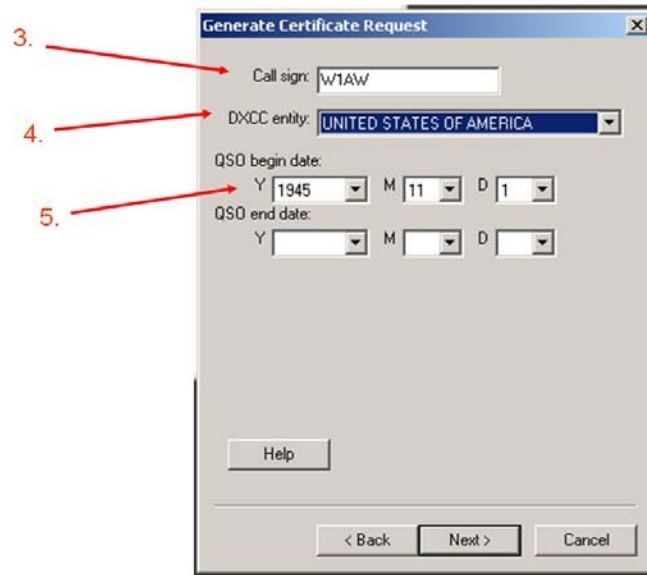 Generate Certificate Request
3.
Call sign: W1AW
4.
DXCC entity: UNITED STATES OF AMERICA
QSO begin date:
5.
Y 1945 M 11 D 1
QSO end date:
Y M D
Help
< Back Next > Cancel